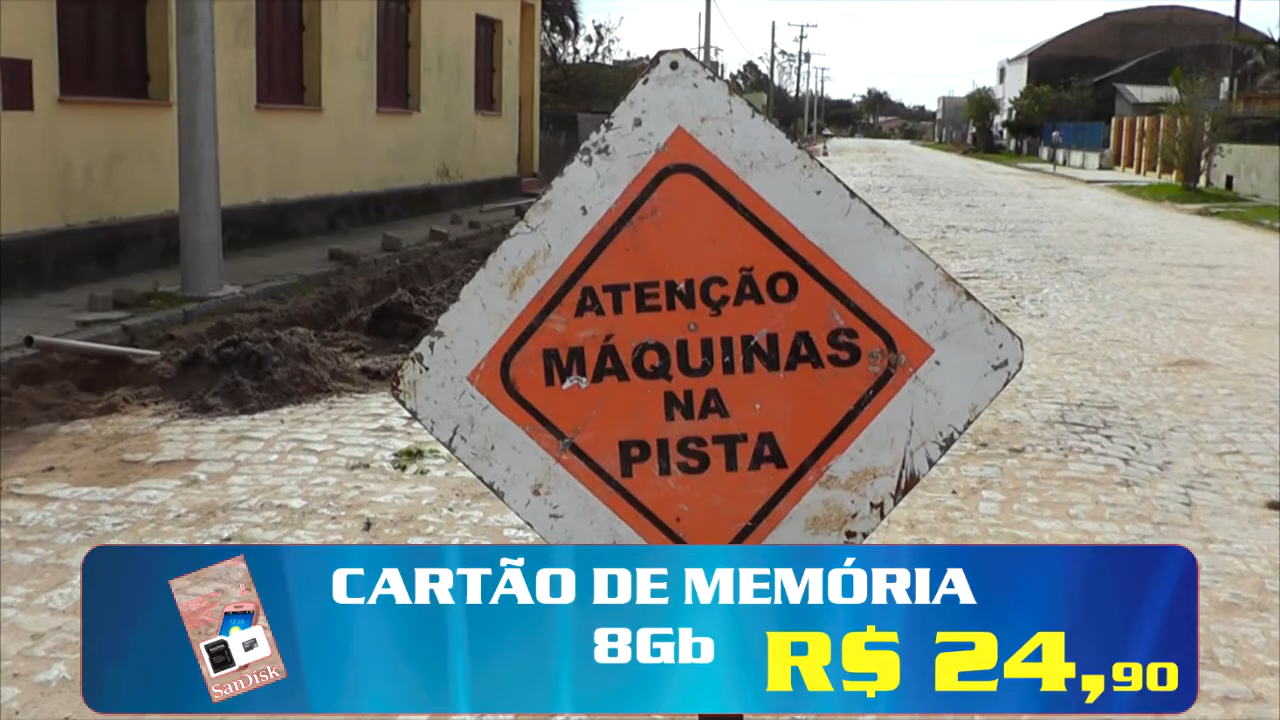 ATENÇÃO
MÁQUINAS
NA
PISTA
CARTÃO DE MEMÓRIA
8Gb
R$ 24,90
SanDisk